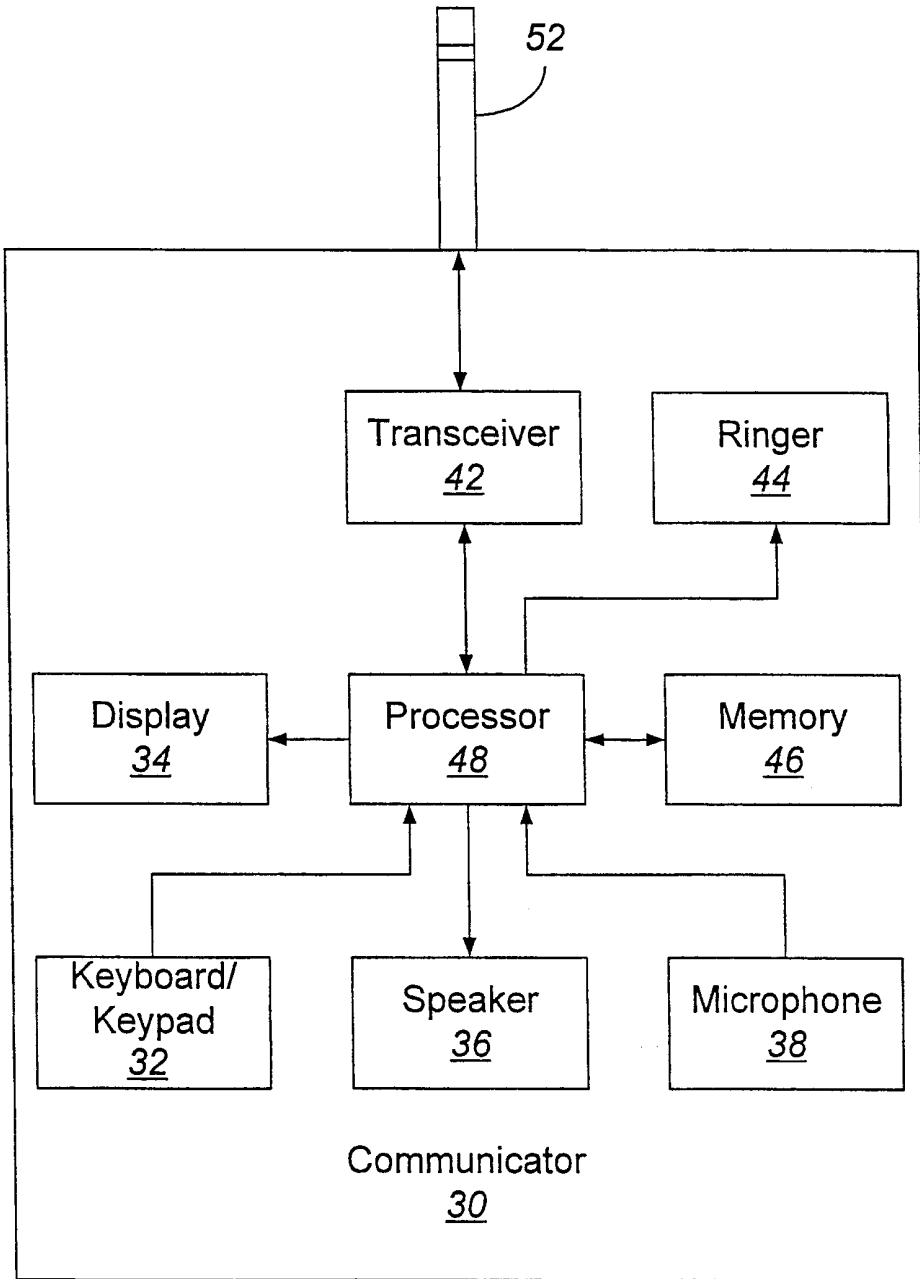 52
Transceiver
42
Ringer
44
Display
34
Processor
48
Memory
46
Keyboard/
Keypad
32
Speaker
36
Microphone
38
Communicator
30